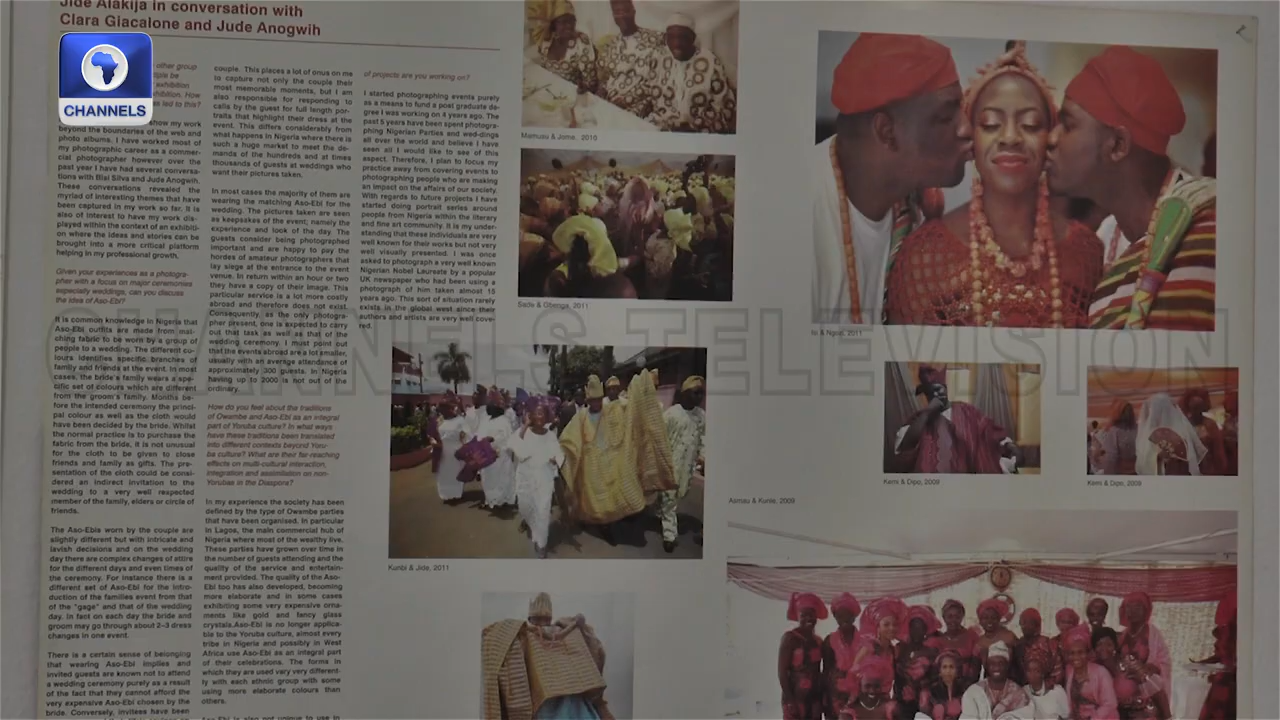 Jide Alakija in conversation with
Clara Giacalone and Jude Anogwih
CHANNELS
CHANNELS TELEVISION
other group
tiple be
exhibition
hibition. How
as led to this?
how my work
beyond the boundaries of the web and
photo albums. I have worked most of
my photographic career as a commer-
cial photographer however over the
past year I have had several conversa-
tions with Bisi Silva and Jude Anogwih.
These conversations revealed the
myriad of interesting themes that have
been captured in my work so far. It is
also of interest to have my work dis-
played within the context of an exhibiti-
on where the ideas and stories can be
brought into a more critical platform
helping in my professional growth.
Given your experiences as a photogra-
pher with a focus on major ceremonies
especially weddings, can you discuss
the idea of Aso-Ebi?
It is common knowledge in Nigeria that
Aso-Ebi outfits are made from mat-
ching fabric to be worn by a group of
people to a wedding. The different co-
lours identifies specific branches of
family and friends at the event. In most
cases, the bride's family wears a spe-
cific set of colours which are different
from the groom's family. Months be-
fore the intended ceremony the princi-
pal colour as well as the cloth would
have been decided by the bride. Whilst
the normal practice is to purchase the
fabric from the bride, it is not unusual
for the cloth to be given to close
friends and family as gifts. The pre-
sentation of the cloth could be consi-
dered an indirect invitation to the
wedding to a very well respected
member of the family, elders or circle of
friends.
The Aso-Ebis worn by the couple are
slightly different but with intricate and
lavish decisions and on the wedding
day there are complex changes of attire
for the different days and even times of
the ceremony. For instance there is a
different set of Aso-Ebi for the intro-
duction of the families event from that
of the "gage" and that of the wedding
day. In fact on each day the bride and
groom may go through about 2-3 dress
changes in one event.
There is a certain sense of belonging
that wearing Aso-Ebi implies and
invited guests are known not to attend
a wedding ceremony purely as a result
of the fact that they cannot afford the
very expensive Aso-Ebi chosen by the
bride. Conversely, invitees have been
couple. This places a lot of onus on me
to capture not only the couple their
most memorable moments, but I am
also responsible for responding to
calls by the guest for full length por-
traits that highlight their dress at the
event. This differs considerably from
what happens in Nigeria where there is
such a huge market to meet the de-
mands of the hundreds and at times
thousands of guests at weddings who
want their pictures taken.
In most cases the majority of them are
wearing the matching Aso-Ebi for the
wedding. The pictures taken are seen
as keepsakes of the event; namely the
experience and look of the day. The
guests consider being photographed
important and are happy to pay the
hordes of amateur photographers that
lay siege at the entrance to the event
venue. In return within an hour or two
they have a copy of their image. This
particular service is a lot more costly
abroad and therefore does not exist.
Consequently, as the only photogra-
pher present, one is expected to carry
out that task as well as that of the
wedding ceremony. I must point out
that the events abroad are a lot smaller,
usually with an average attendance of
approximately 300 guests. In Nigeria
having up to 2000 is not out of the
ordinary.
How do you feel about the traditions
of Owembe and Aso-Ebi as an integral
part of Yoruba culture? In what ways
have these traditions been translated
into different contexts beyond Yoru-
ba culture? What are their far-reaching
effects on multi-cultural interaction,
integration and assimilation on non-
Yorubas in the Diaspora?
In my experience the society has been
defined by the type of Owembe parties
that have been organised. In particular
in Lagos, the main commercial hub of
Nigeria where most of the wealthy live.
These parties have grown over time in
the number of guests attending and the
quality of the service and entertain-
ment provided. The quality of the Aso-
Ebi too has also developed, becoming
more elaborate and in some cases
exhibiting some very expensive orna-
ments like gold and fancy glass
crystals.Aso-Ebi is no longer applica-
ble to the Yoruba culture, almost every
tribe in Nigeria and possibly in West
Africa use Aso-Ebi as an integral part
of their celebrations. The forms in
which they are used vary very different-
ly with each ethnic group with some
using more elaborate colours than
others.
Aso-Ebi is also not unique to use in
of projects are you working on?
I started photographing events purely
as a means to fund a post graduate de-
gree I was working on 4 years ago. The
past 5 years have been spent photogra-
phing Nigerian Parties and wed-dings
all over the world and believe I have
seen all I would like to see of this
aspect. Therefore, I plan to focus my
practice away from covering events to
photographing people who are making
an impact on the affairs of our society.
With regards to future projects I have
started doing portrait series around
people from Nigeria within the literary
and fine art community. It is my under-
standing that these individuals are very
well known for their works but not very
well visually presented. I was once
asked to photograph a very well known
Nigerian Nobel Laureate by a popular
UK newspaper who had been using a
photograph of him taken almost 15
years ago. This sort of situation rarely
exists in the global west since their
authors and artists are very well cove-
red.
2010
Sade & Gbenga, 2011
Kunbi & Jide, 2011
& Ngozi, 2011
Kemi & Dipo, 2009
Kemi & Dipo, 2009
& Kunle, 2009